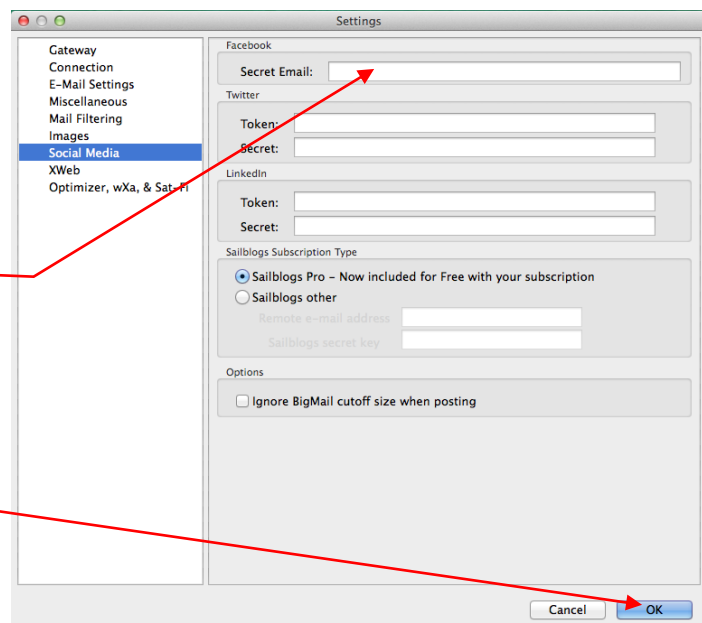 Settings
Gateway
Connection
E-Mail Settings
Miscellaneous
Mail Filtering
Images
Social Media
XWeb
Optimizer, wXa, & Sat-Fi
Facebook
Secret Email:
Twitter
Token:
Secret:
LinkedIn
Token:
Secret:
Sailblogs Subscription Type
Sailblogs Pro – Now included for Free with your subscription
Sailblogs other
Remote e-mail address
Sailblogs secret key
Options
Ignore BigMail cutoff size when posting
Cancel
OK